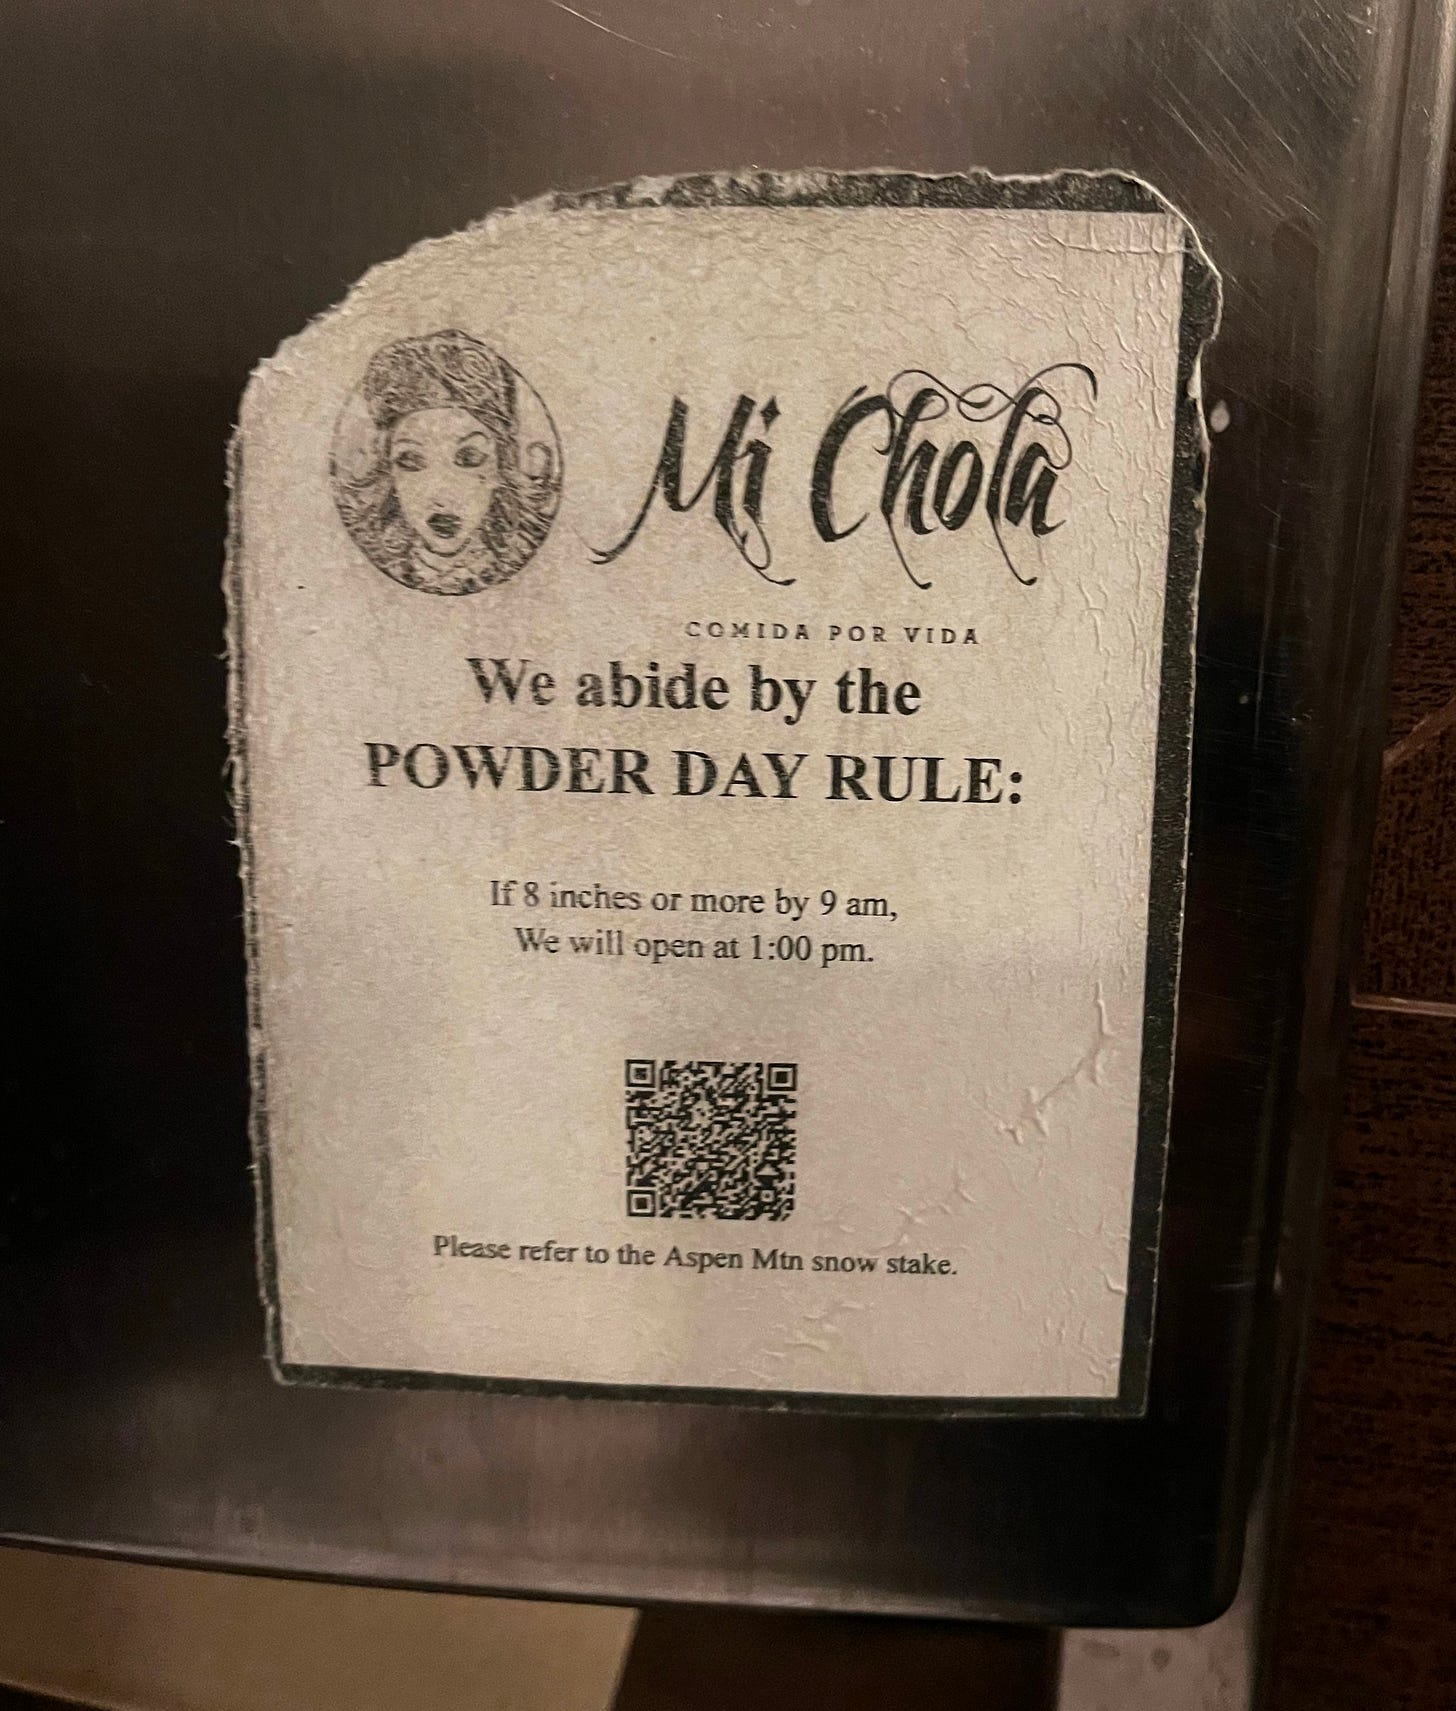 Mi Chola
COMIDA POR VIDA
We abide by the
POWDER DAY RULE:
If 8 inches or more by 9 am,
We will open at 1:00 pm.
Please refer to the Aspen Mtn snow stake.